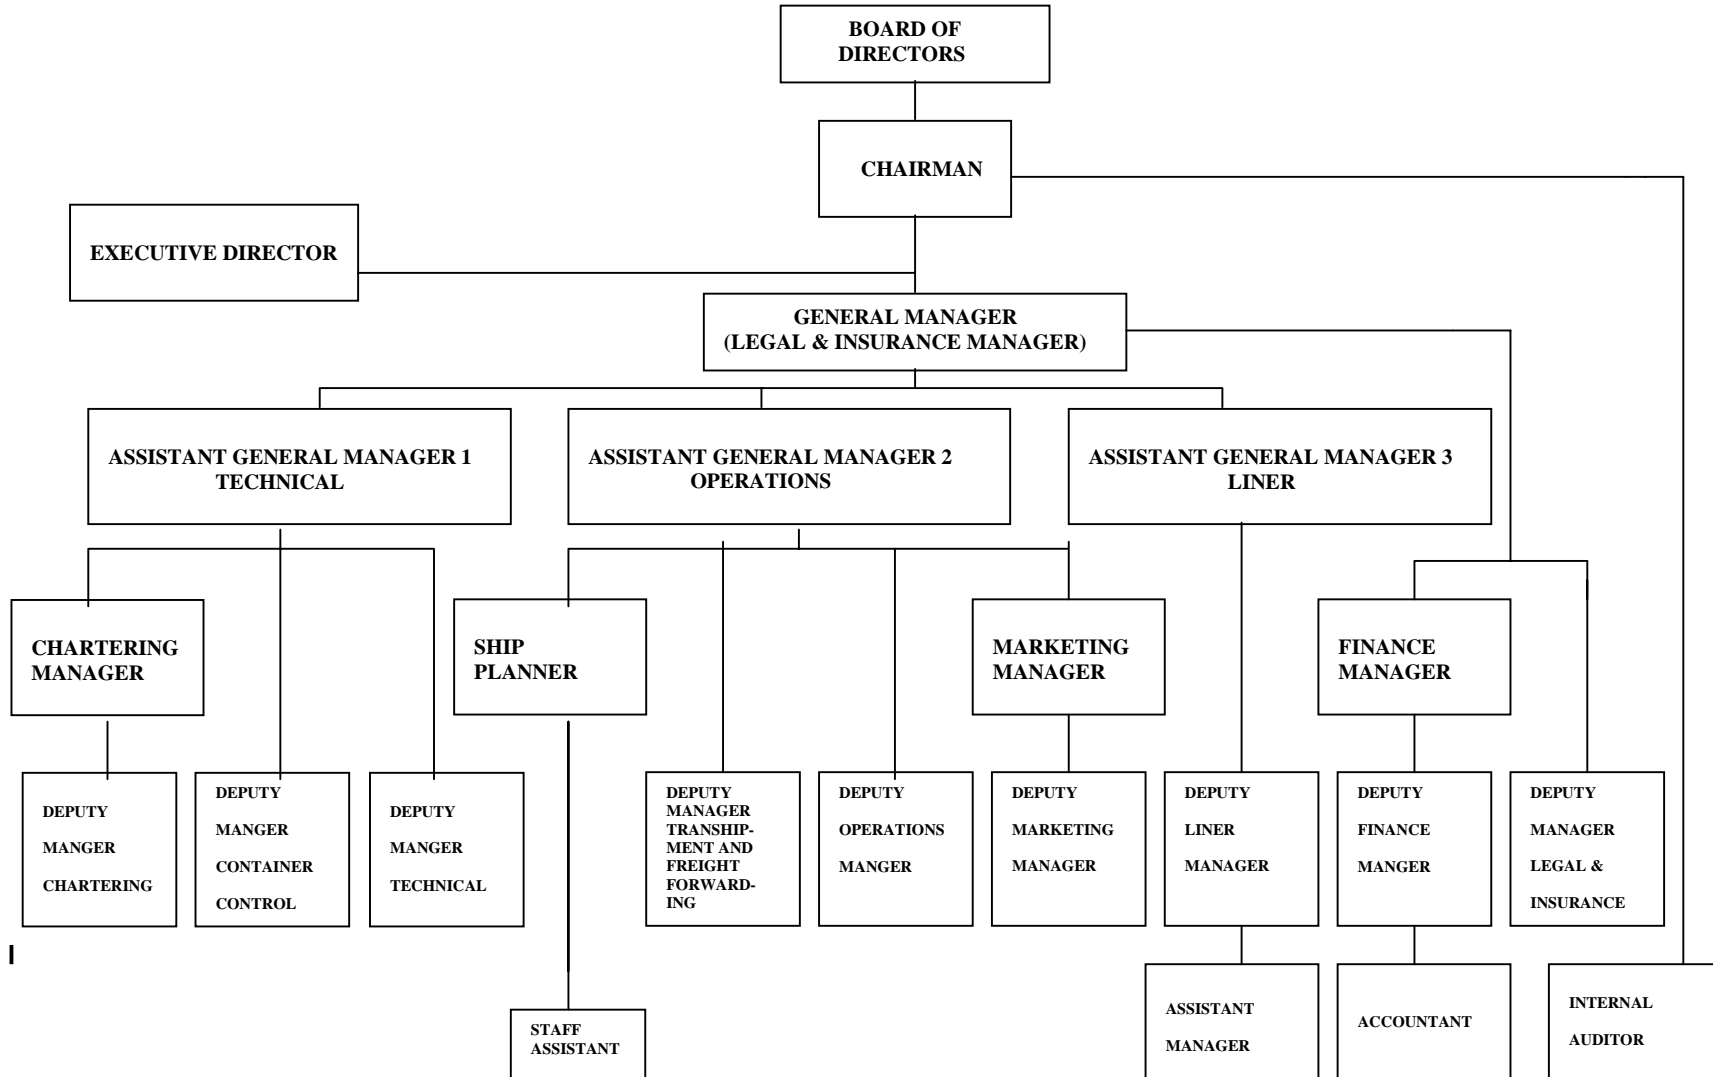 BOARD OF
DIRECTORS
CHAIRMAN
EXECUTIVE DIRECTOR
GENERAL MANAGER
(LEGAL & INSURANCE MANAGER)
ASSISTANT GENERAL MANAGER 1
TECHNICAL
ASSISTANT GENERAL MANAGER 2
OPERATIONS
ASSISTANT GENERAL MANAGER 3
LINER
CHARTERING
MANAGER
SHIP
PLANNER
MARKETING
MANAGER
FINANCE
MANAGER
DEPUTY
MANGER
CHARTERING
DEPUTY
MANGER
CONTAINER
CONTROL
DEPUTY
MANGER
TECHNICAL
DEPUTY
MANAGER
TRANSHIP-
MENT AND
FREIGHT
FORWARD-
ING
DEPUTY
OPERATIONS
MANGER
DEPUTY
MARKETING
MANAGER
DEPUTY
LINER
MANAGER
DEPUTY
FINANCE
MANGER
DEPUTY
MANAGER
LEGAL &
INSURANCE
STAFF
ASSISTANT
ASSISTANT
MANAGER
ACCOUNTANT
INTERNAL
AUDITOR